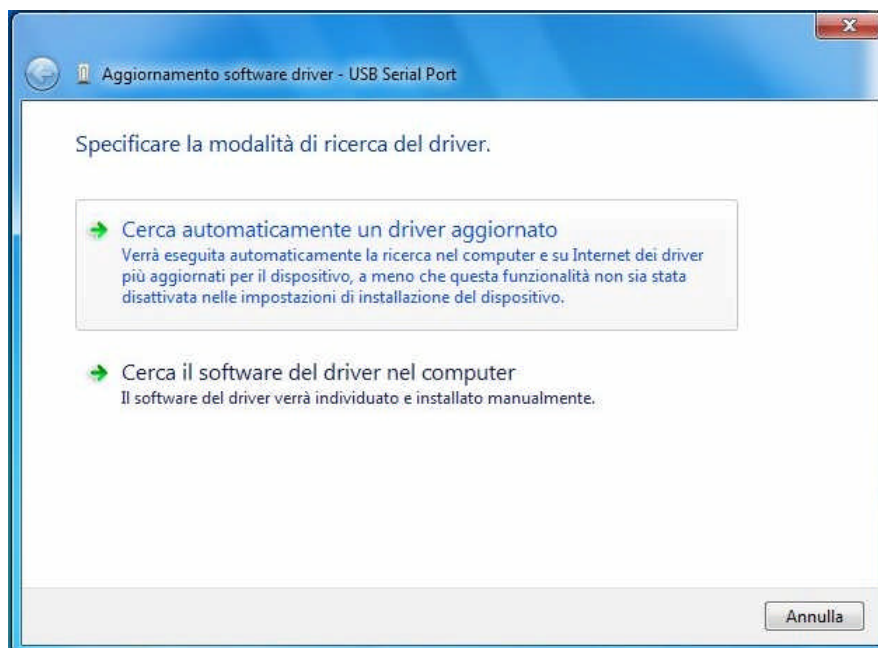 Aggiornamento software driver - USB Serial Port
Specificare la modalità di ricerca del driver.
Cerca automaticamente un driver aggiornato
Verrà eseguita automaticamente la ricerca nel computer e su Internet dei driver
più aggiornati per il dispositivo, a meno che questa funzionalità non sia stata
disattivata nelle impostazioni di installazione del dispositivo.
Cerca il software del driver nel computer
Il software del driver verrà individuato e installato manualmente.
Annulla